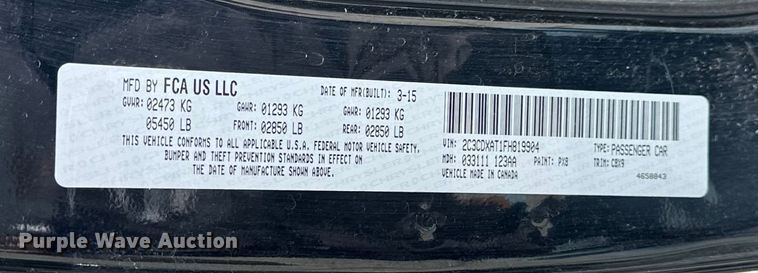 MFD BY FCA US LLC DATE OF MFR(BUILT): 3-15
GVWR: 02473 KG GAWR: 01293 KG GAWR: 01293 KG
05450 LB FRONT: 02850 LB REAR: 02850 LB
THIS VEHICLE CONFORMS TO ALL APPLICABLE U.S.A. FEDERAL MOTOR VEHICLE SAFETY,
BUMPER AND THEFT PREVENTION STANDARDS IN EFFECT ON
THE DATE OF MANUFACTURE SHOWN ABOVE.
VIN: 2C3CDXAT1FH819904 TYPE: PASSENGER CAR
MDH: 033111 123AA PAINT: PX8 TRIM: CBX9
VEHICLE MADE IN CANADA 4658843
Purple Wave Auction